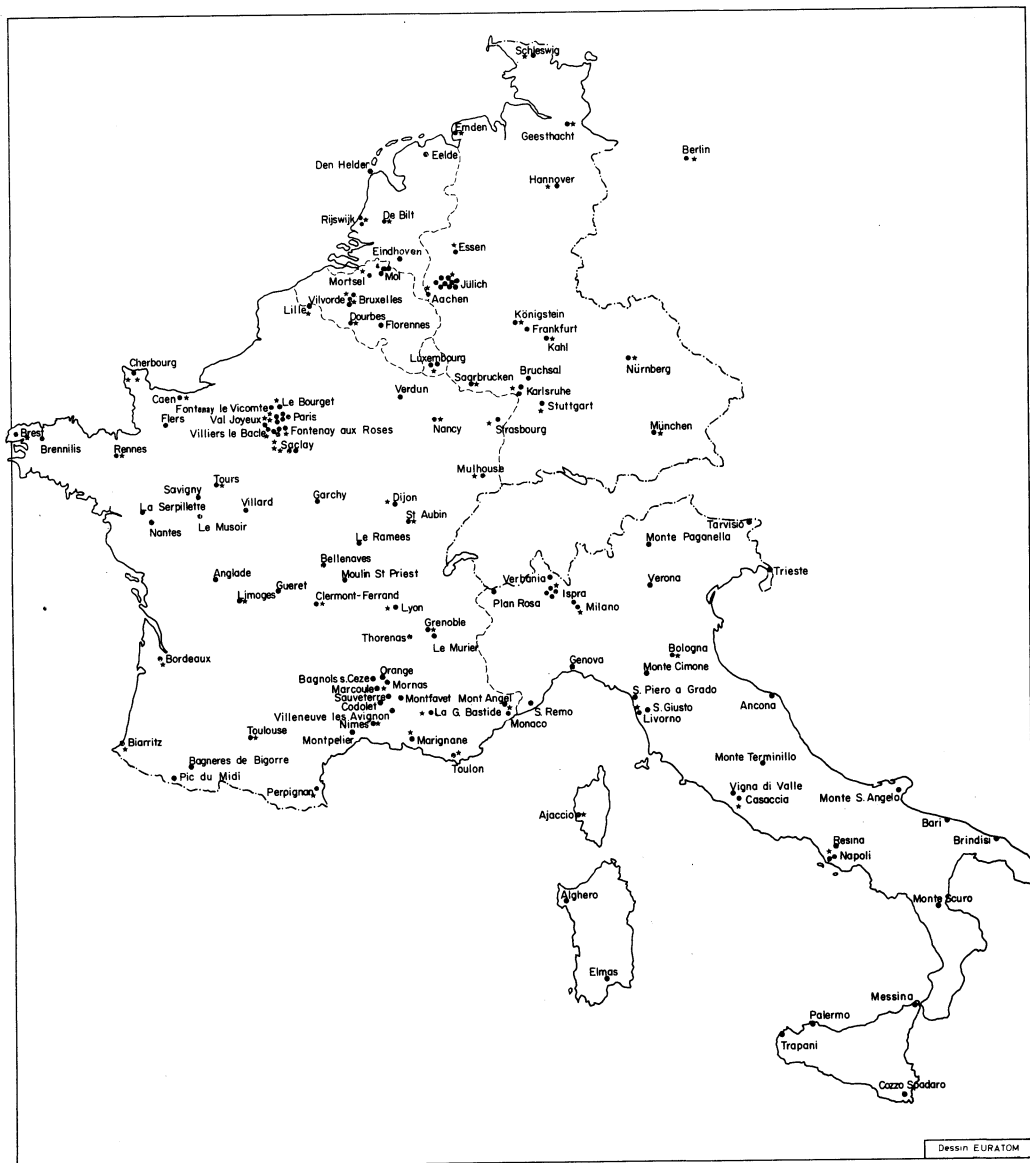 Schleswig
Emden
Geesthacht
Berlin
Eelde
Den Helder
Hannover
Rijswijk
De Bilt
Essen
Eindhoven
Mortsel
Mol
Jülich
Aachen
Vilvorde
Bruxelles
Lille
Dourbes
Florennes
Königstein
Frankfurt
Kahl
Luxembourg
Nürnberg
Cherbourg
Bruchsal
Saarbrucken
Karlsruhe
Verdun
Caen
Le Bourget
Fontenay le Vicomte
Stuttgart
Paris
Val Joyeux
Flers
Nancy
Strasbourg
Villiers le Bacle
Fontenay aux Roses
München
Brest
Brennilis
Rennes
Saclay
Mulhouse
Tours
Savigny
Garchy
Dijon
La Serpillette
Villard
St Aubin
Nantes
Le Musoir
Tarvisio
Le Ramees
Monte Paganella
Bellenaves
Trieste
Anglade
Moulin St Priest
Verbania
Verona
Gueret
Limoges
Clermont-Ferrand
Plan Rosa
Ispra
Lyon
Milano
Grenoble
Thorenas
Le Murier
Bologna
Bordeaux
Genova
Monte Cimone
Orange
Bagnols s. Ceze
Marcoule
Mornas
Sauveterre
Montfavet
Mont Angel
S. Piero a Grado
Codolet
S. Remo
S. Giusto
Ancona
Villeneuve les Avignon
La G. Bastide
Monaco
Livorno
Nimes
Toulouse
Montpelier
Marignane
Biarritz
Toulon
Monte Terminillo
Bagneres de Bigorre
Pic du Midi
Perpignan
Vigna di Valle
Casaccia
Monte S. Angelo
Ajaccio
Bari
Resina
Brindisi
Napoli
Alghero
Monte Scuro
Elmas
Messina
Palermo
Trapani
Cozzo Spadaro
Dessin EURATOM